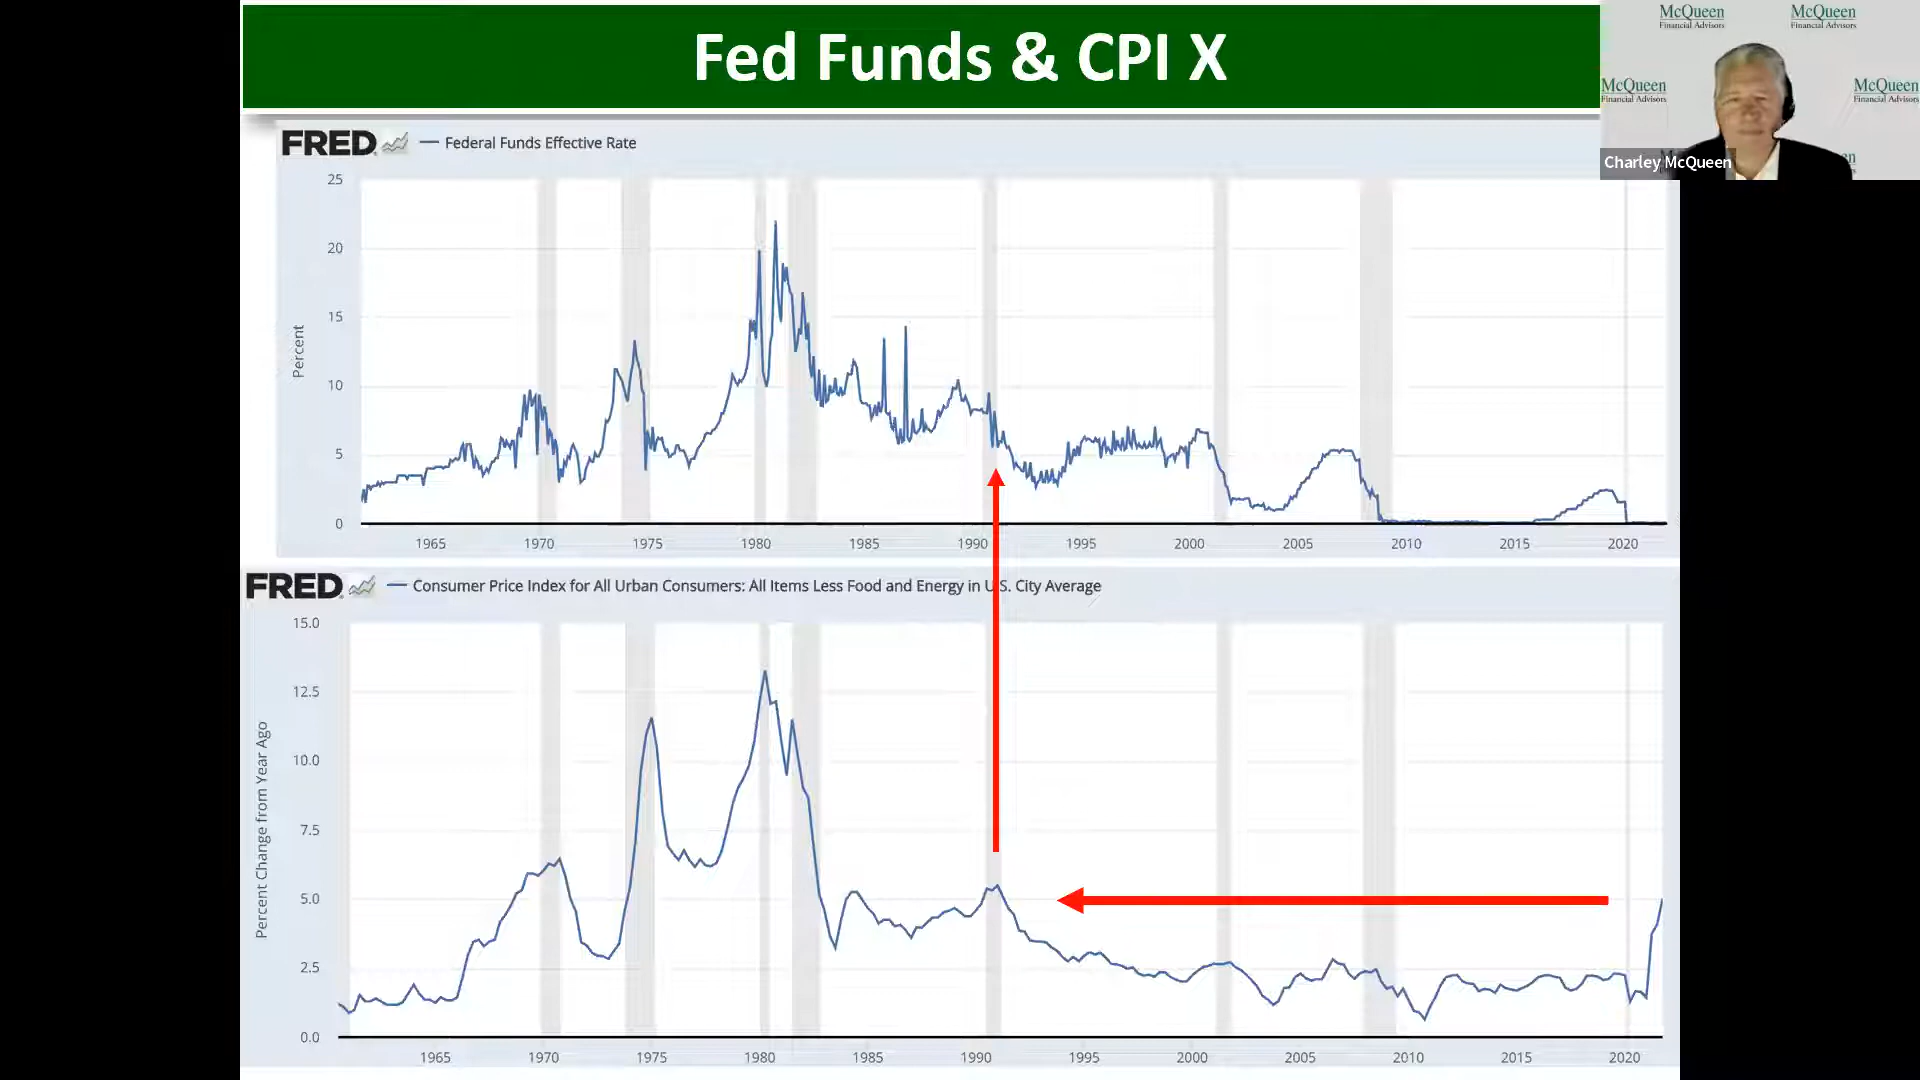 Fed Funds & CPI X
McQueen
Financial Advisors
McQueen
Financial Advisors
McQueen
Financial Advisors
McQueen
Financial Advisors
Charley McQueen
FRED
Federal Funds Effective Rate
25
20
15
10
5
0
Percent
1965 1970 1975 1980 1985 1990 1995 2000 2005 2010 2015 2020
FRED
Consumer Price Index for All Urban Consumers: All Items Less Food and Energy in U.S. City Average
15.0
12.5
10.0
7.5
5.0
2.5
0.0
Percent Change from Year Ago
1965 1970 1975 1980 1985 1990 1995 2000 2005 2010 2015 2020